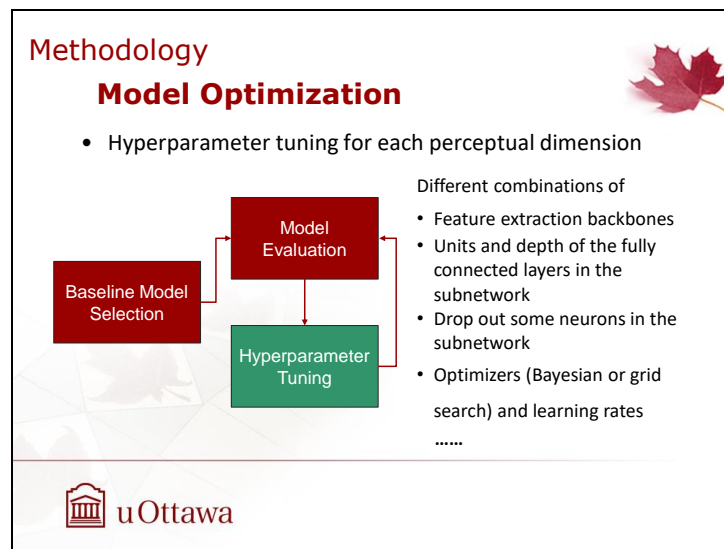 Methodology
Model Optimization
• Hyperparameter tuning for each perceptual dimension
Baseline Model
Selection
Model
Evaluation
Hyperparameter
Tuning
Different combinations of
• Feature extraction backbones
• Units and depth of the fully
connected layers in the
subnetwork
• Drop out some neurons in the
subnetwork
• Optimizers (Bayesian or grid
search) and learning rates
......
uOttawa